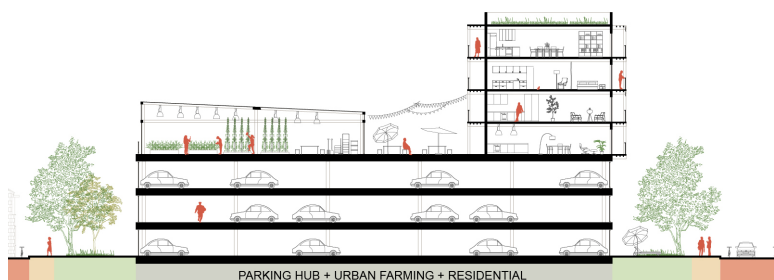 PARKING HUB + URBAN FARMING + RESIDENTIAL